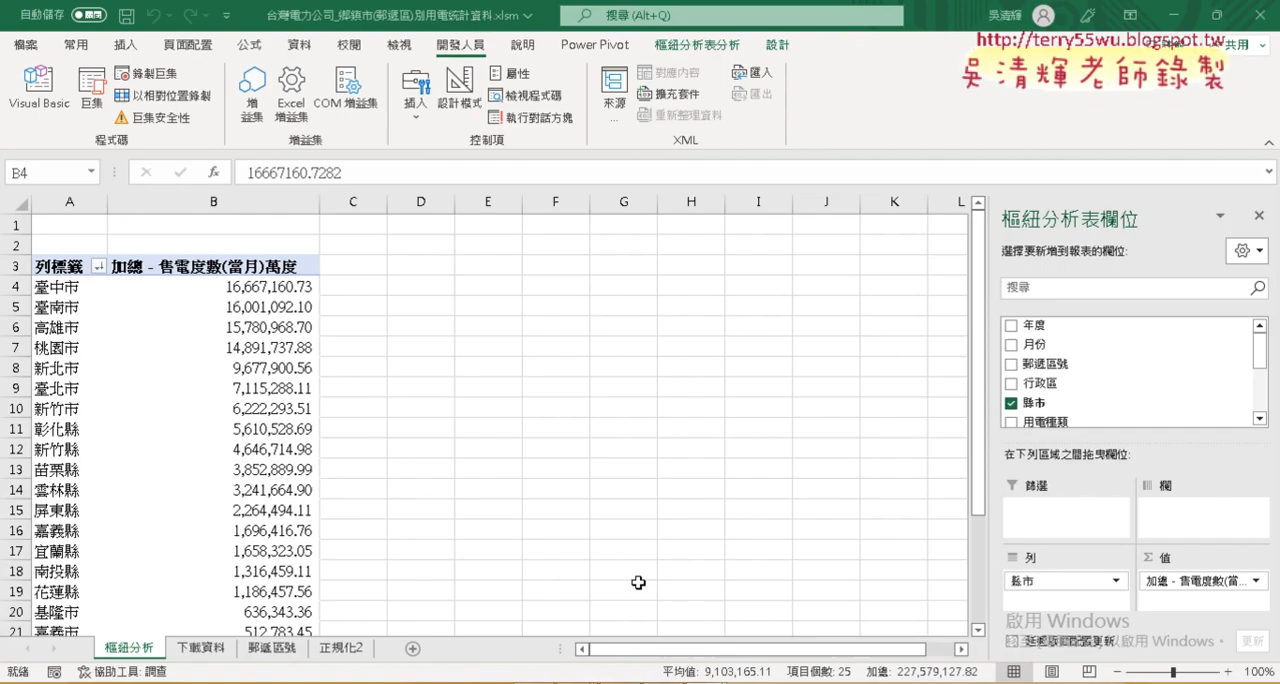 自動儲存
台灣電力公司_鄉鎮市(郵遞區)別用電統計資料.xlsm
搜尋 (Alt+Q)
吳清輝
http://terry55wu.blogspot.tw
吳清輝老師錄製
檔案 常用 插入 頁面配置 公式 資料 校閱 檢視 開發人員 說明 Power Pivot 樞紐分析表分析 設計 共用
Visual Basic 巨集 錄製巨集 以相對位置錄製 巨集安全性
增益集 Excel 增益集 COM 增益集
插入 設計模式 屬性 檢視程式碼 執行對話方塊
來源... 對應內容 擴充套件 重新整理資料 匯入 匯出
程式碼 增益集 控制項 XML
B4 fx 16667160.7282
A B C D E F G H I J K L
1
2
3 列標籤 加總 - 售電度數(當月)萬度
4 臺中市 16,667,160.73
5 臺南市 16,001,092.10
6 高雄市 15,780,968.70
7 桃園市 14,891,737.88
8 新北市 9,677,900.56
9 臺北市 7,115,288.11
10 新竹市 6,222,293.51
11 彰化縣 5,610,528.69
12 新竹縣 4,646,714.98
13 苗栗縣 3,852,889.99
14 雲林縣 3,241,664.90
15 屏東縣 2,264,494.11
16 嘉義縣 1,696,416.76
17 宜蘭縣 1,658,323.05
18 南投縣 1,316,459.11
19 花蓮縣 1,186,457.56
20 基隆市 636,343.36
21 嘉義市 512,783.45
樞紐分析表欄位
選擇要新增到報表的欄位:
搜尋
年度
月份
郵遞區號
行政區
縣市
用電種類
在下列區域之間拖曳欄位:
篩選 欄
列 Σ 值
縣市 加總 - 售電度數(當...
啟用 Windows
以啟用 Windows。
更新
樞紐分析 下載資料 郵遞區號 正規化2
就緒 協助工具: 調查 平均值: 9,103,165.11 項目個數: 25 加總: 227,579,127.82 100%